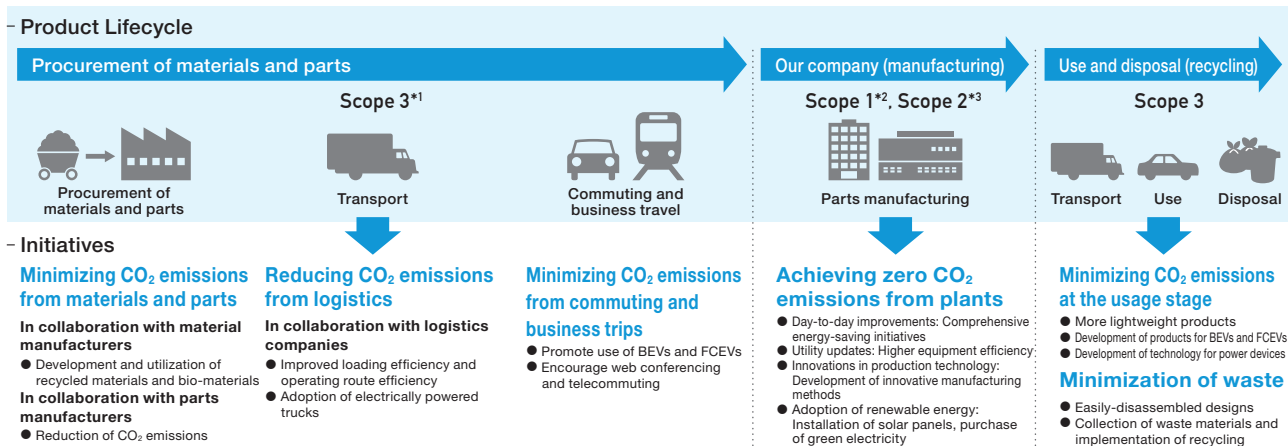 Product Lifecycle
Procurement of materials and parts
Our company (manufacturing)
Use and disposal (recycling)
Scope 3*1
Scope 1*2, Scope 2*3
Scope 3
Procurement of
materials and parts
Transport
Commuting and
business travel
Parts manufacturing
Transport
Use
Disposal
Initiatives
Minimizing CO2 emissions
from materials and parts
In collaboration with material
manufacturers
● Development and utilization of
recycled materials and bio-materials
In collaboration with parts
manufacturers
● Reduction of CO2 emissions
Reducing CO2 emissions
from logistics
In collaboration with logistics
companies
● Improved loading efficiency and
operating route efficiency
● Adoption of electrically powered
trucks
Minimizing CO2 emissions
from commuting and
business trips
● Promote use of BEVs and FCEVs
● Encourage web conferencing
and telecommuting
Achieving zero CO2
emissions from plants
● Day-to-day improvements: Comprehensive
energy-saving initiatives
● Utility updates: Higher equipment efficiency
● Innovations in production technology:
Development of innovative manufacturing
methods
● Adoption of renewable energy:
Installation of solar panels, purchase
of green electricity
Minimizing CO2 emissions
at the usage stage
● More lightweight products
● Development of products for BEVs and FCEVs
● Development of technology for power devices
Minimization of waste
● Easily-disassembled designs
● Collection of waste materials and
implementation of recycling